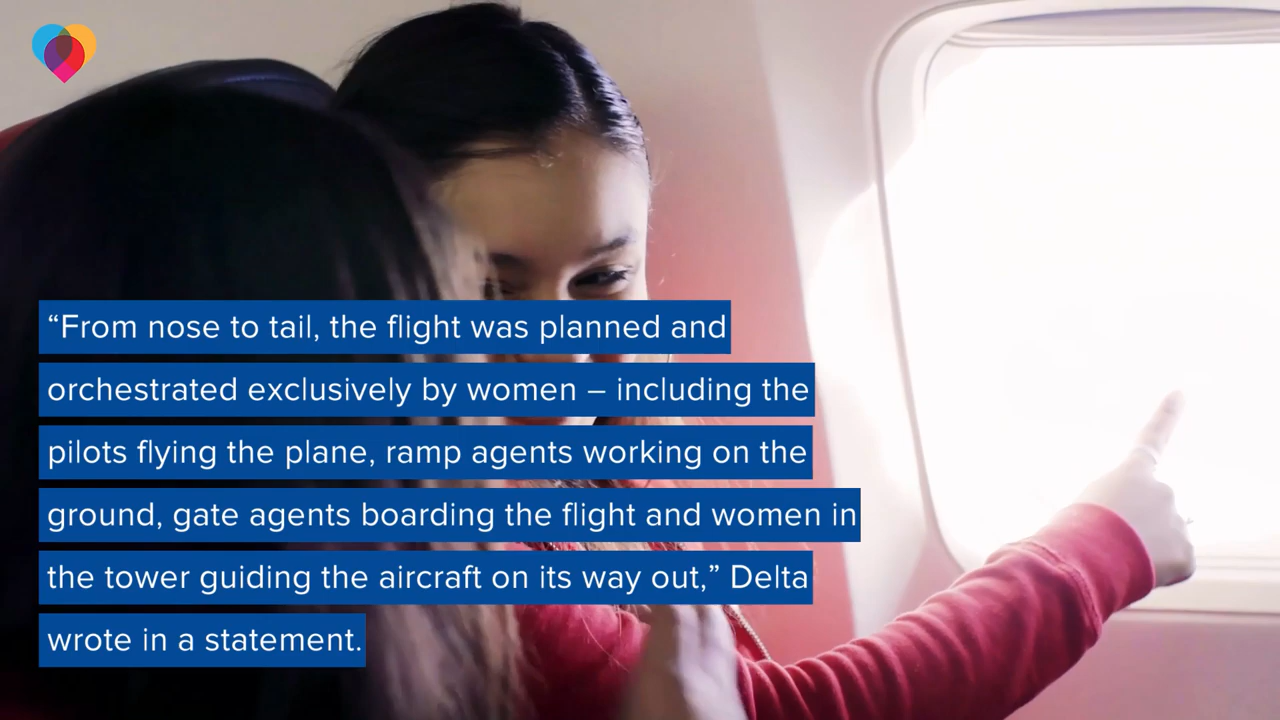 “From nose to tail, the flight was planned and
orchestrated exclusively by women – including the
pilots flying the plane, ramp agents working on the
ground, gate agents boarding the flight and women in
the tower guiding the aircraft on its way out,” Delta
wrote in a statement.